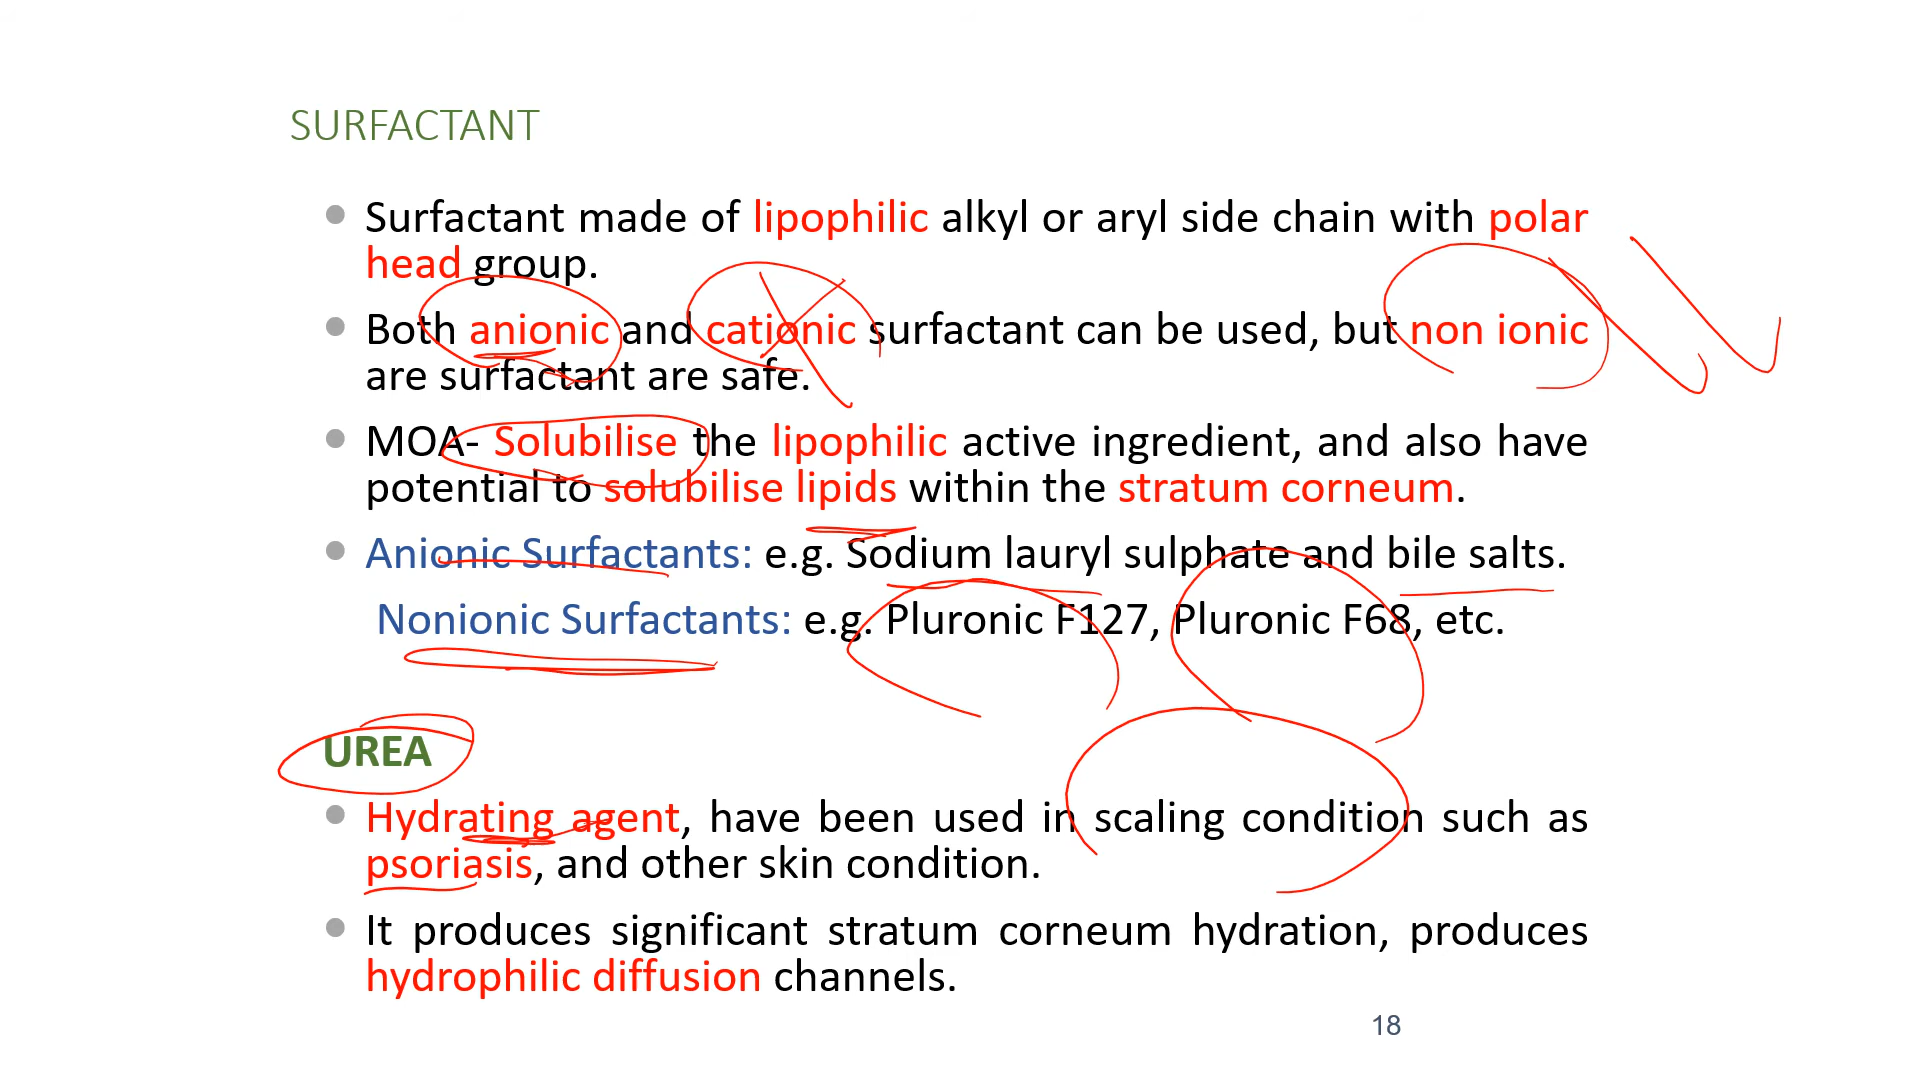 SURFACTANT
Surfactant made of lipophilic alkyl or aryl side chain with polar
head group.
Both anionic and cationic surfactant can be used, but non ionic
are surfactant are safe.
MOA- Solubilise the lipophilic active ingredient, and also have
potential to solubilise lipids within the stratum corneum.
Anionic Surfactants: e.g. Sodium lauryl sulphate and bile salts.
Nonionic Surfactants: e.g. Pluronic F127, Pluronic F68, etc.
UREA
Hydrating agent, have been used in scaling condition such as
psoriasis, and other skin condition.
It produces significant stratum corneum hydration, produces
hydrophilic diffusion channels.
18